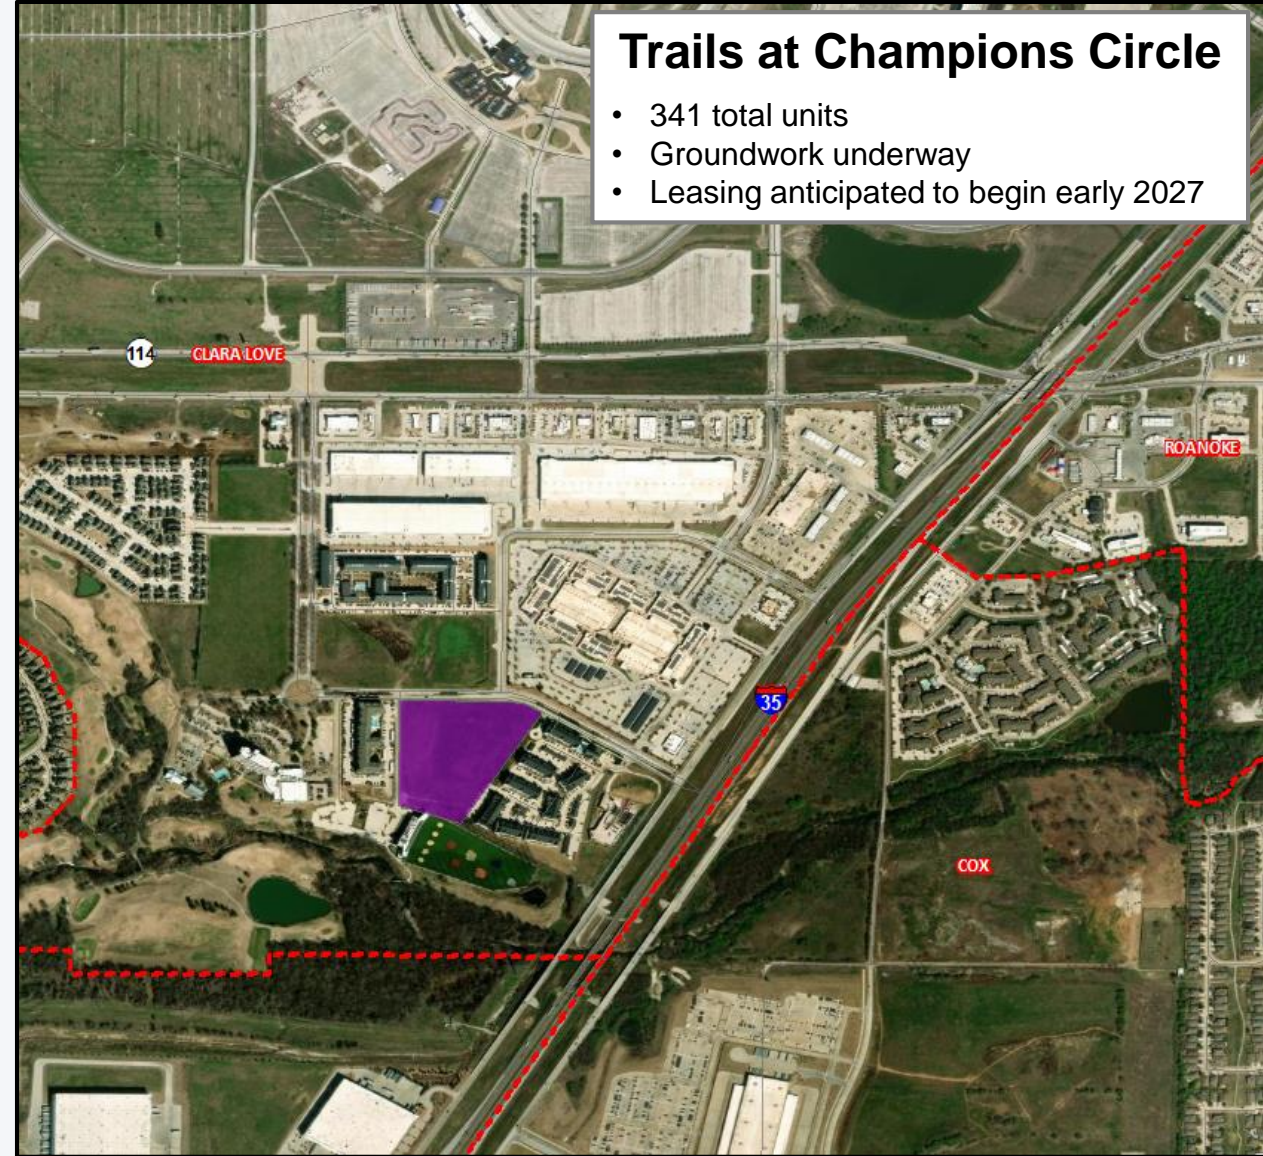 Trails at Champions Circle
• 341 total units
• Groundwork underway
• Leasing anticipated to begin early 2027
114
CLARA LOVE
ROANOKE
35
COX